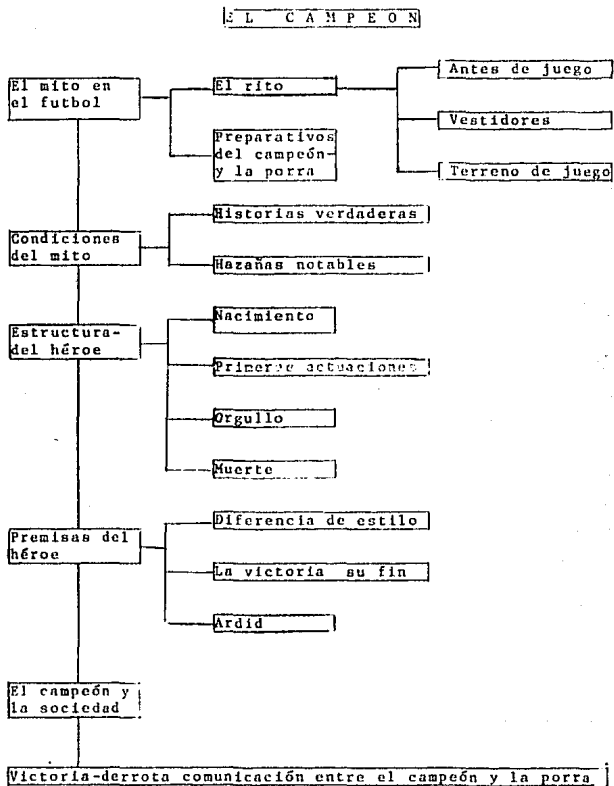 EL CAMPEON
El mito en
el futbol
El rito
Antes de juego
Vestidores
Preparativos
del campeón-
y la porra
Terreno de juego
Condiciones
del mito
Historias verdaderas
Hazañas notables
Estructura-
del héroe
Nacimiento
Primeras actuaciones
Orgullo
Muerte
Premisas del
héroe
Diferencia de estilo
La victoria su fin
Ardid
El campeón y
la sociedad
Victoria-derrota comunicación entre el campeón y la porra